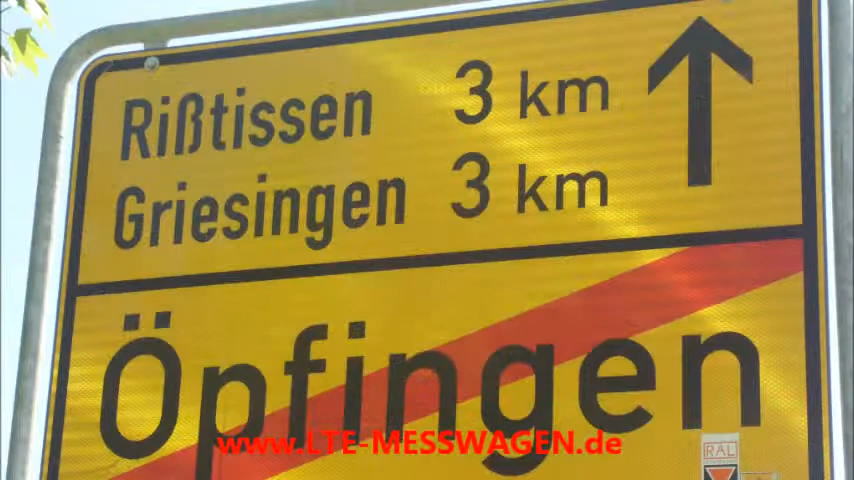 Rißtissen 3 km
Griesingen 3 km
Öpfingen
www.LTE-MESSWAGEN.de
RAL